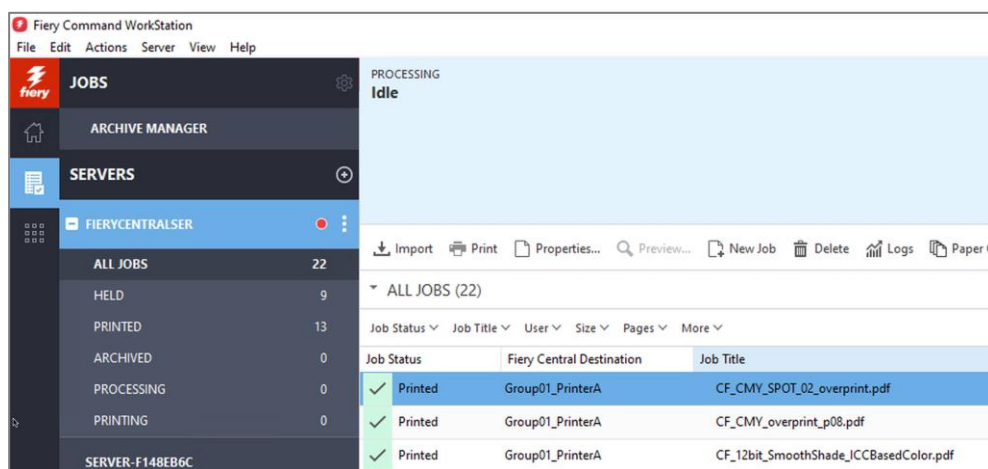 Fiery Command WorkStation
File Edit Actions Server View Help
fiery
JOBS
ARCHIVE MANAGER
SERVERS
FIERYCENTRALSER
ALL JOBS 22
HELD 9
PRINTED 13
ARCHIVED 0
PROCESSING 0
PRINTING 0
SERVER-F148EB6C
PROCESSING
Idle
Import Print Properties... Preview... New Job Delete Logs Paper
ALL JOBS (22)
Job Status Job Title User Size Pages More
Job Status Fiery Central Destination Job Title
Printed Group01_PrinterA CF_CMY_SPOT_02_overprint.pdf
Printed Group01_PrinterA CF_CMY_overprint_p08.pdf
Printed Group01_PrinterA CF_12bit_SmoothShade_ICCBasedColor.pdf